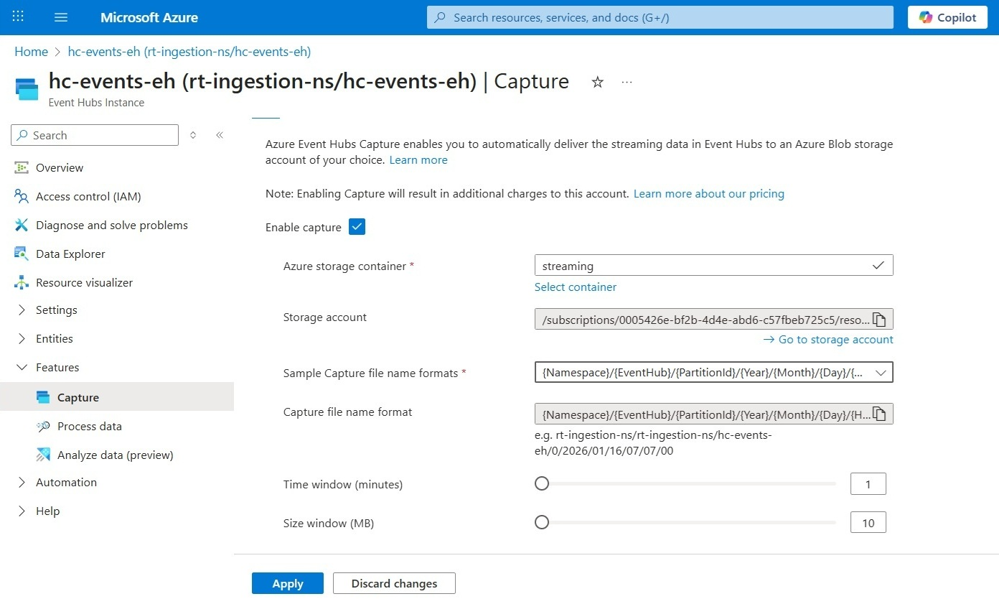 Microsoft Azure
Search resources, services, and docs (G+/)
Copilot
Home > hc-events-eh (rt-ingestion-ns/hc-events-eh)
hc-events-eh (rt-ingestion-ns/hc-events-eh) | Capture
Event Hubs Instance
Search
Overview
Access control (IAM)
Diagnose and solve problems
Data Explorer
Resource visualizer
Settings
Entities
Features
Capture
Process data
Analyze data (preview)
Automation
Help
Azure Event Hubs Capture enables you to automatically deliver the streaming data in Event Hubs to an Azure Blob storage
account of your choice. Learn more
Note: Enabling Capture will result in additional charges to this account. Learn more about our pricing
Enable capture
Azure storage container *
streaming
Select container
Storage account
/subscriptions/0005426e-bf2b-4d4e-abd6-c57fbeb725c5/reso...
Go to storage account
Sample Capture file name formats *
{Namespace}/{EventHub}/{PartitionId}/{Year}/{Month}/{Day}/{...
Capture file name format
{Namespace}/{EventHub}/{PartitionId}/{Year}/{Month}/{Day}/{H...
e.g. rt-ingestion-ns/rt-ingestion-ns/hc-events-
eh/0/2026/01/16/07/07/00
Time window (minutes)
1
Size window (MB)
10
Apply
Discard changes